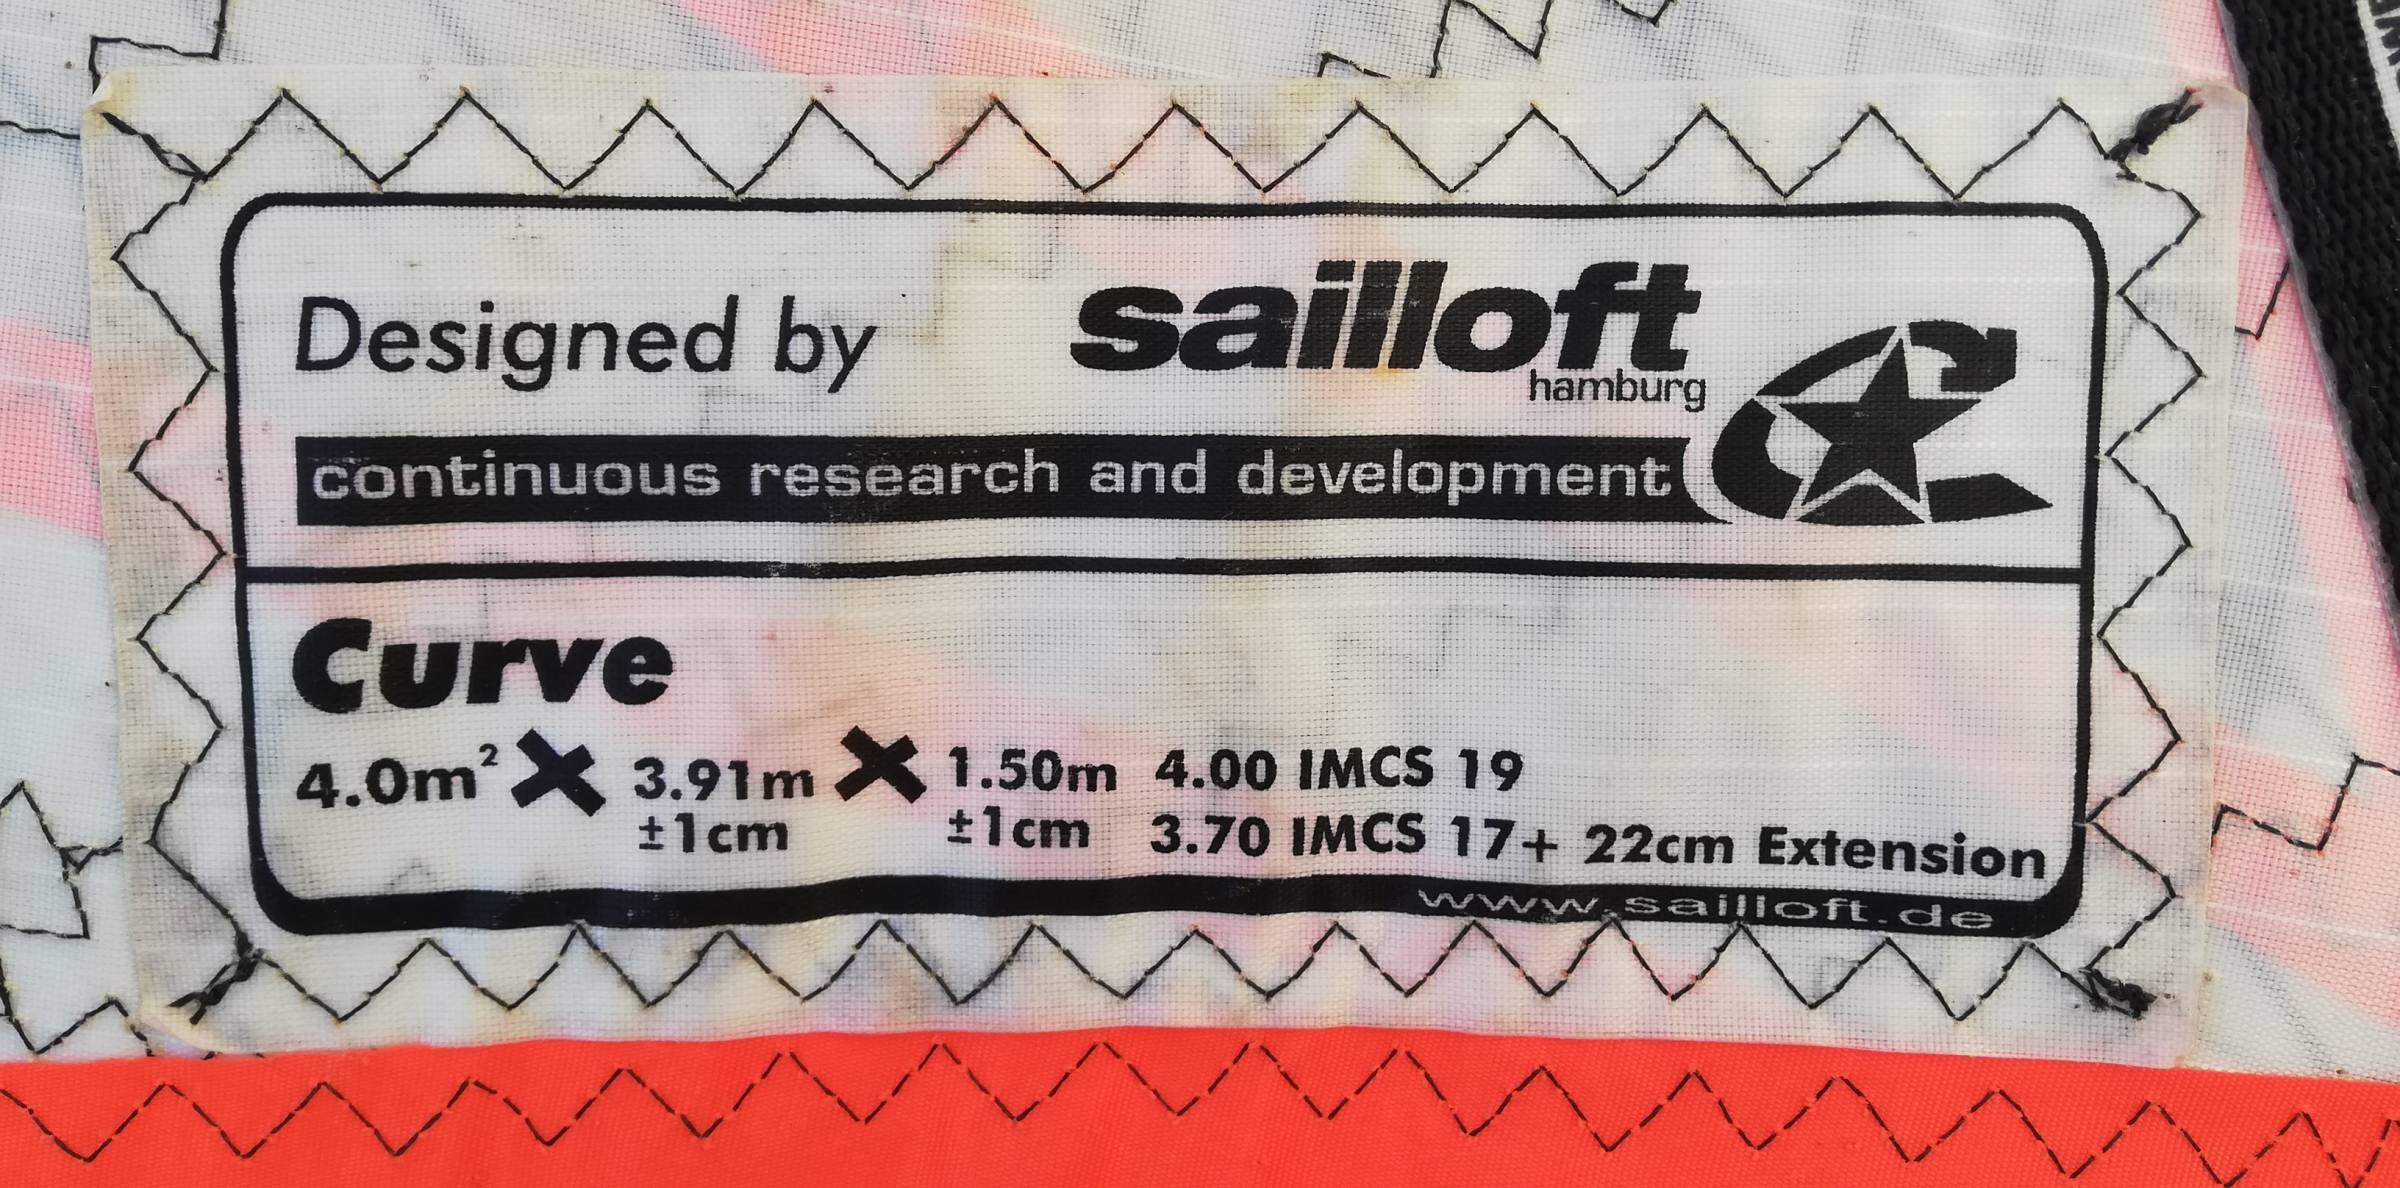 Designed by sailloft
hamburg
continuous research and development
Curve
4.0m² ✕ 3.91m ✕ 1.50m 4.00 IMCS 19
±1cm ±1cm 3.70 IMCS 17+ 22cm Extension
www.sailloft.de